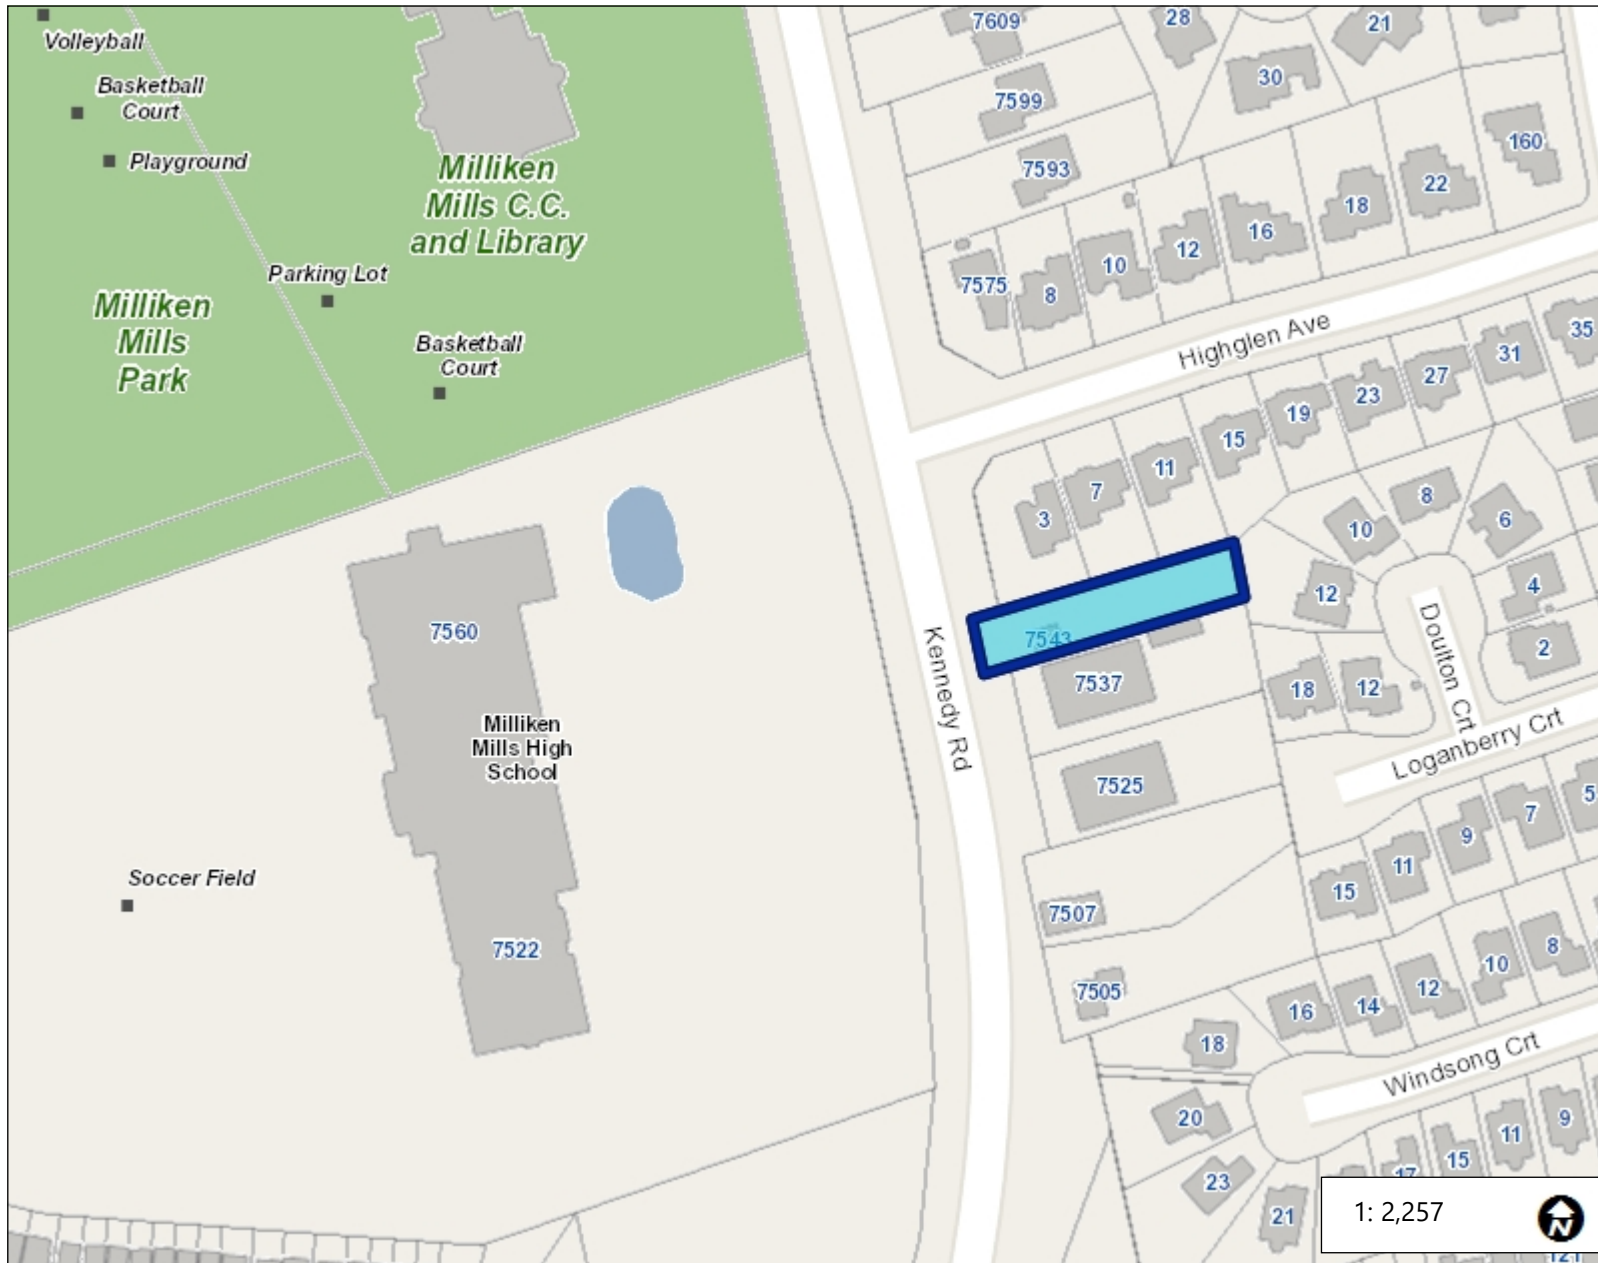 Volleyball
Basketball
Court
Playground
Milliken
Mills C.C.
and Library
Parking Lot
Milliken
Mills
Park
Basketball
Court
7609
28
21
7599
30
7593
160
22
18
16
12
10
8
7575
Highglen Ave
35
31
27
23
19
15
11
7
3
8
10
6
12
4
2
7543
7537
18
12
Doulton Crt
Loganberry Crt
Kennedy Rd
7560
Milliken
Mills High
School
7525
5
7
9
11
15
Soccer Field
7507
7522
7505
8
10
12
14
16
18
Windsong Crt
20
9
11
15
17
23
21
1: 2,257
N
121